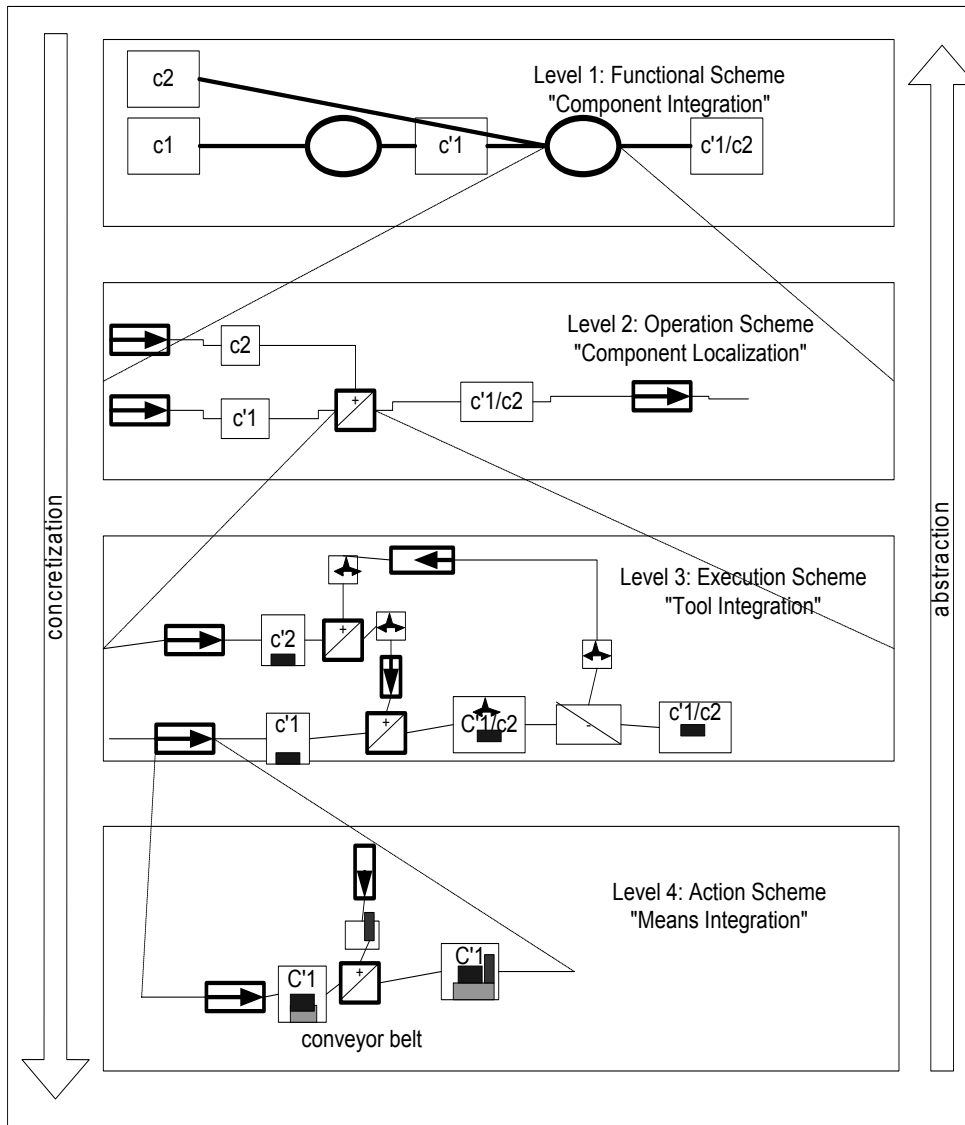 Level 1: Functional Scheme
"Component Integration"
c2
c1
c'1
c'1/c2
Level 2: Operation Scheme
"Component Localization"
c2
c'1
+
c'1/c2
concretization
abstraction
Level 3: Execution Scheme
"Tool Integration"
c'2
+
c'1
+
C'1/c2
-
c'1/c2
Level 4: Action Scheme
"Means Integration"
C'1
+
C'1
conveyor belt